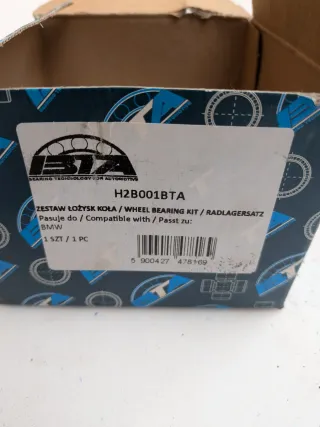 BTA
BEARING TECHNOLOGY FOR AUTOMOTIVE
H2B001BTA
ZESTAW ŁOŻYSK KOŁA / WHEEL BEARING KIT / RADLAGERSATZ
Pasuje do / Compatible with / Passt zu:
BMW
1 SZT / 1 PC
5 900427 478169